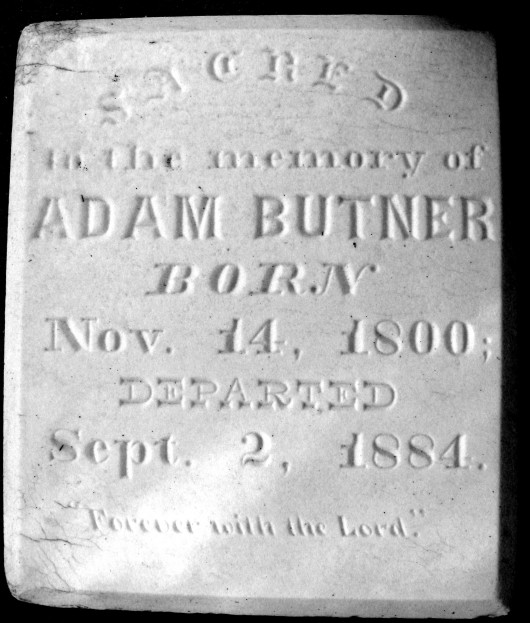 SACRED
to the memory of
ADAM BUTNER
BORN
Nov. 14, 1800;
DEPARTED
Sept. 2, 1884.
"Forever with the Lord."